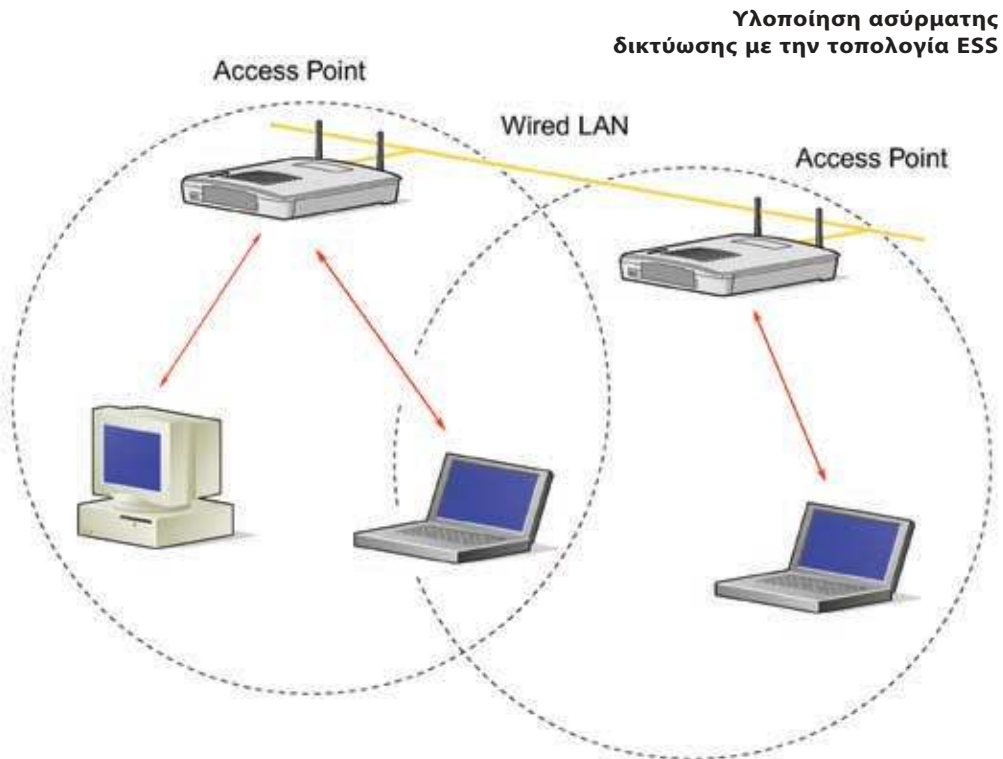 Υλοποίηση ασύρματης
δικτύωσης με την τοπολογία ESS
Access Point
Wired LAN
Access Point